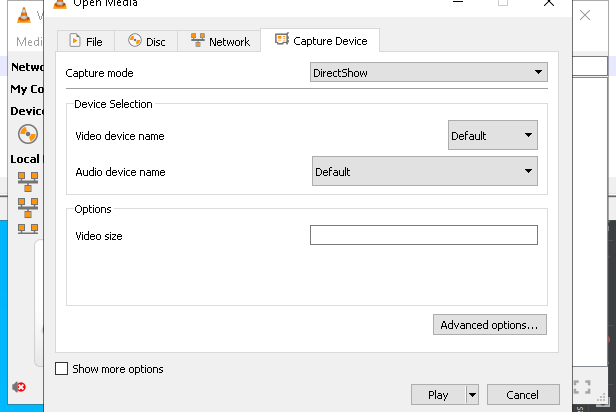 Open Media
Medi
File
Disc
Network
Capture Device
Netwo
My Co
Device
Local
Capture mode
DirectShow
Device Selection
Video device name
Default
Audio device name
Default
Options
Video size
Advanced options...
Show more options
Play
Cancel